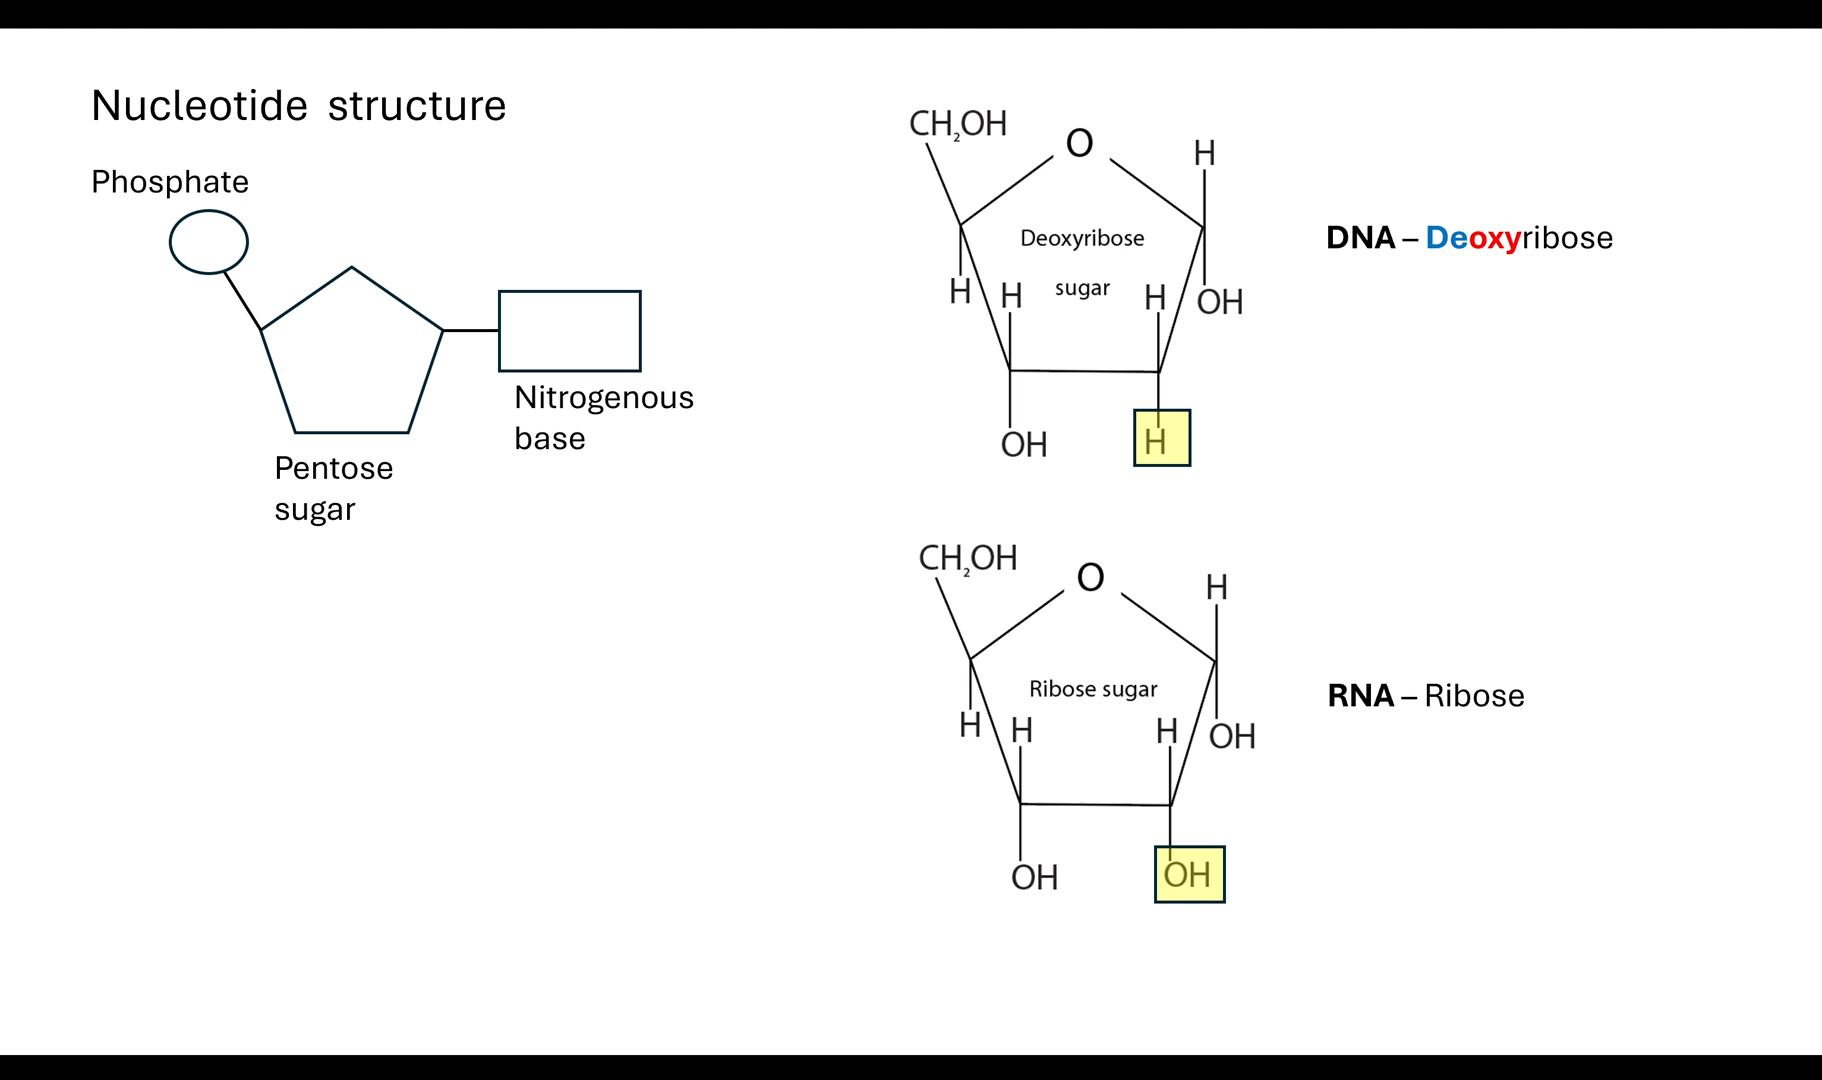 Nucleotide structure
Phosphate
Nitrogenous
base
Pentose
sugar
CH₂OH
O
H
Deoxyribose
sugar
H
H
H
OH
OH
H
DNA – Deoxyribose
CH₂OH
O
H
Ribose sugar
H
H
H
OH
OH
OH
RNA – Ribose